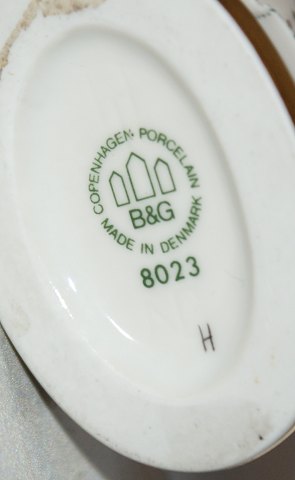 COPENHAGEN PORCELAIN
B&G
MADE IN DENMARK
8023
H